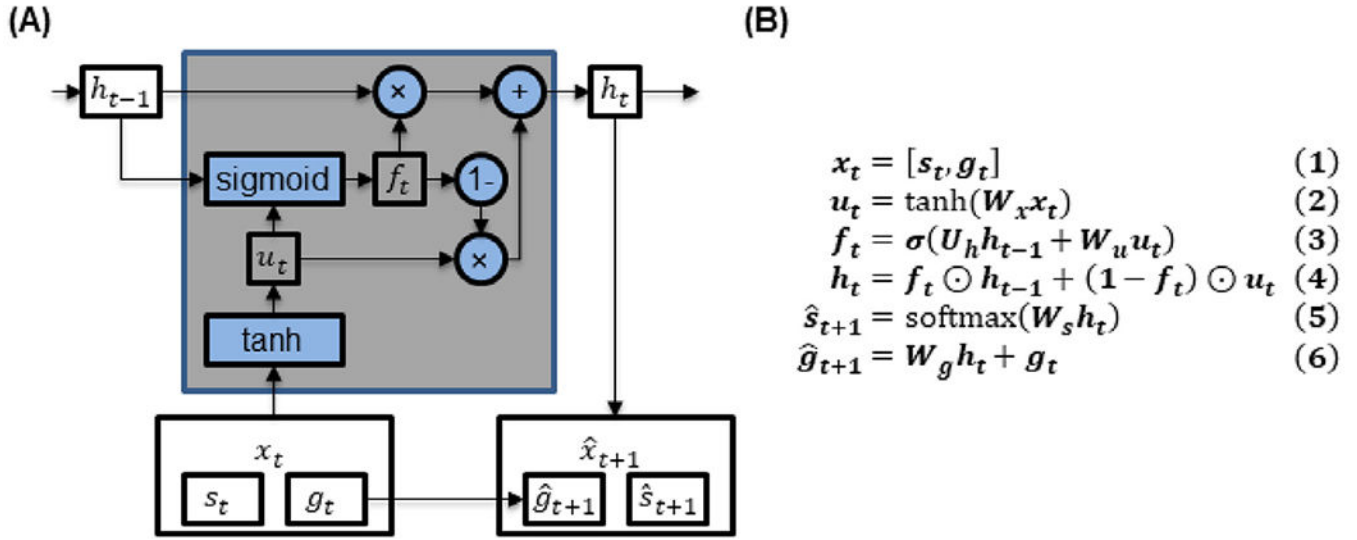 (A)
(B)
h_{t-1}
×
+
h_t
sigmoid
f_t
1-
u_t
×
tanh
x_t
s_t
g_t
x̂_{t+1}
ĝ_{t+1}
ŝ_{t+1}
x_t = [s_t, g_t] (1)
u_t = tanh(W_x x_t) (2)
f_t = σ(U_h h_{t-1} + W_u u_t) (3)
h_t = f_t ⊙ h_{t-1} + (1 − f_t) ⊙ u_t (4)
ŝ_{t+1} = softmax(W_s h_t) (5)
ĝ_{t+1} = W_g h_t + g_t (6)